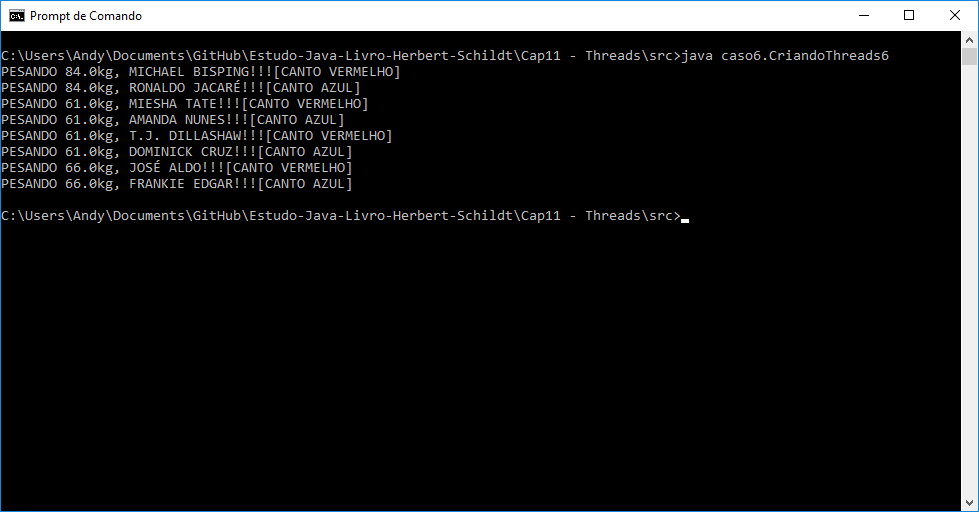 Prompt de Comando
C:\Users\Andy\Documents\GitHub\Estudo-Java-Livro-Herbert-Schildt\Cap11 - Threads\src>java caso6.CriandoThreads6
PESANDO 84.0kg, MICHAEL BISPING!!![CANTO VERMELHO]
PESANDO 84.0kg, RONALDO JACARÉ!!![CANTO AZUL]
PESANDO 61.0kg, MIESHA TATE!!![CANTO VERMELHO]
PESANDO 61.0kg, AMANDA NUNES!!![CANTO AZUL]
PESANDO 61.0kg, T.J. DILLASHAW!!![CANTO VERMELHO]
PESANDO 61.0kg, DOMINICK CRUZ!!![CANTO AZUL]
PESANDO 66.0kg, JOSÉ ALDO!!![CANTO VERMELHO]
PESANDO 66.0kg, FRANKIE EDGAR!!![CANTO AZUL]
C:\Users\Andy\Documents\GitHub\Estudo-Java-Livro-Herbert-Schildt\Cap11 - Threads\src>